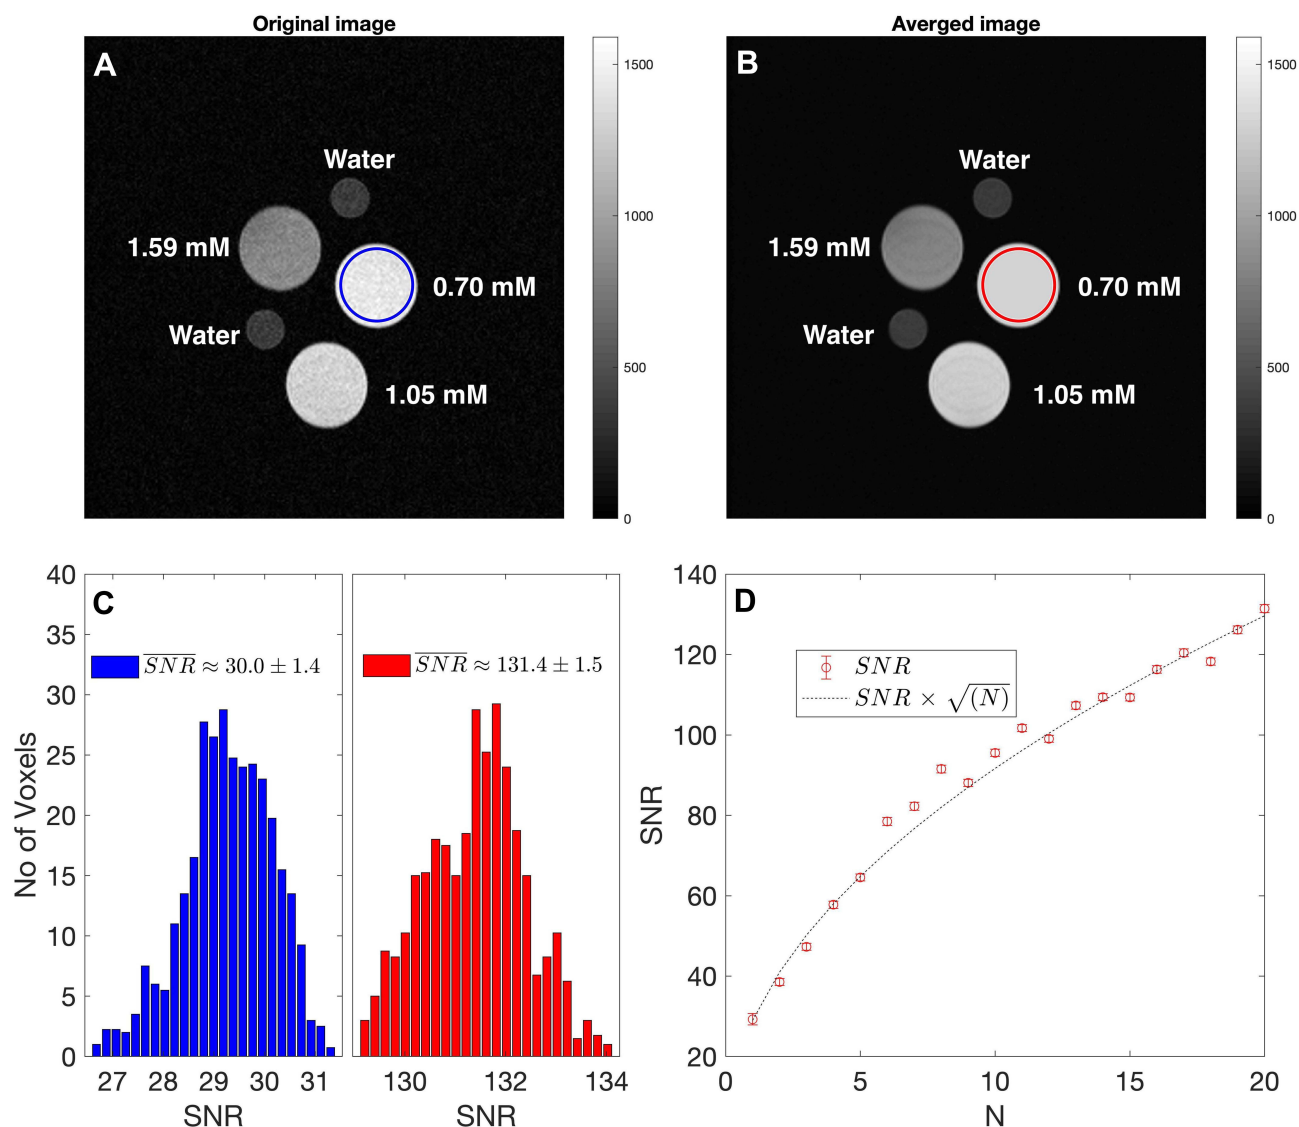 Original image
A
Water
1.59 mM
0.70 mM
Water
1.05 mM
1500
1000
500
0
Averged image
B
Water
1.59 mM
0.70 mM
Water
1.05 mM
1500
1000
500
0
C
No of Voxels
40
35
30
25
20
15
10
5
0
SNR ≈ 30.0 ± 1.4
27 28 29 30 31
SNR
SNR ≈ 131.4 ± 1.5
130 132 134
SNR
D
SNR
140
120
100
80
60
40
20
SNR
SNR × √(N)
0 5 10 15 20
N